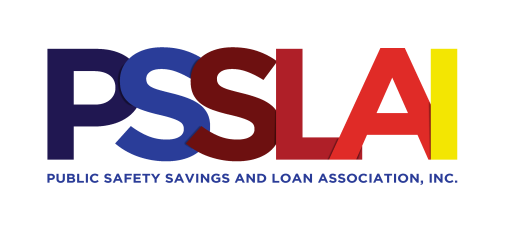 PSSLAI
PUBLIC SAFETY SAVINGS AND LOAN ASSOCIATION, INC.